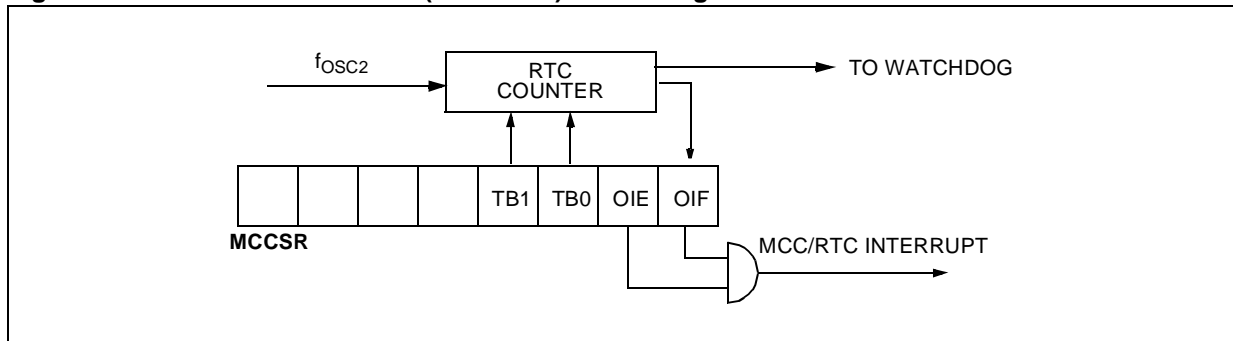 fOSC2
RTC
COUNTER
TO WATCHDOG
TB1 TB0 OIE OIF
MCCSR
MCC/RTC INTERRUPT